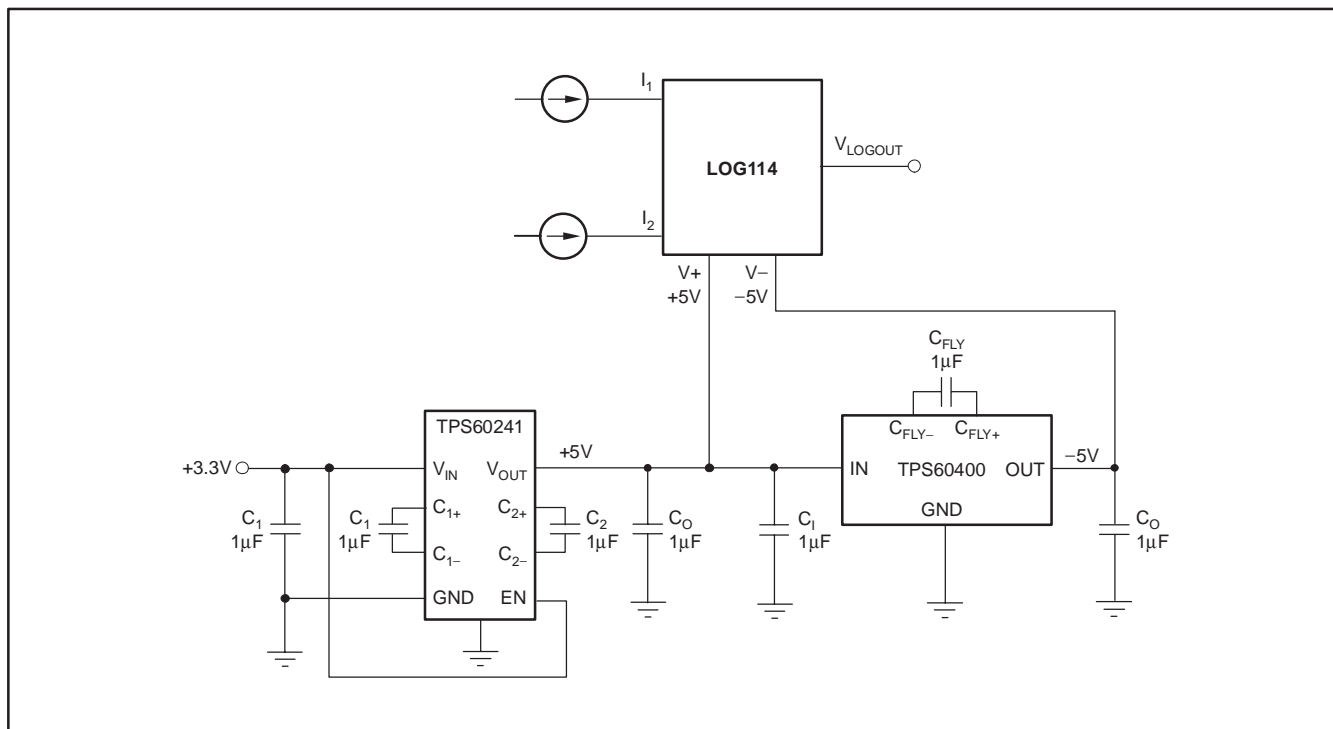 I1
LOG114
VLOGOUT
I2
V+
+5V
V−
−5V
CFLY
1μF
CFLY−
CFLY+
TPS60241
+3.3V
VIN
VOUT
+5V
IN
TPS60400
OUT
−5V
GND
C1
1μF
C1
1μF
C1+
C1−
C2+
C2−
C2
1μF
CO
1μF
CI
1μF
CO
1μF
GND
EN